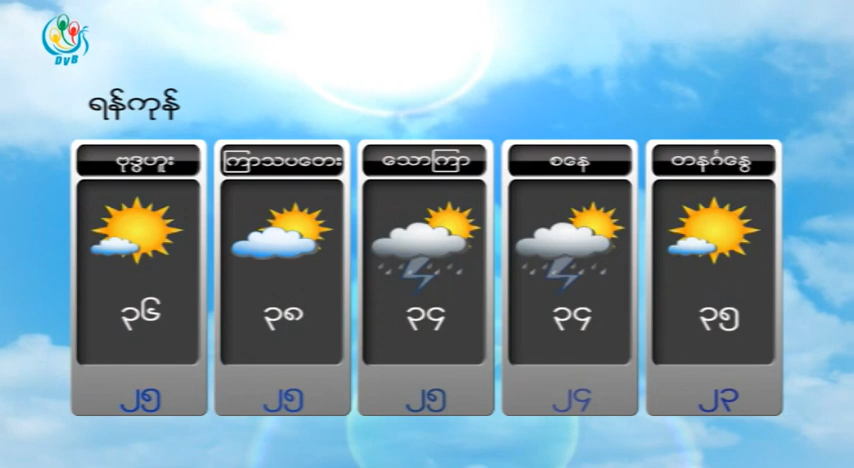 DVB
ရန်ကုန်
ဗုဒ္ဓဟူး ကြာသပတေး သောကြာ စနေ တနင်္ဂနွေ
၃၆ ၃၈ ၃၄ ၃၄ ၃၅
၂၅ ၂၅ ၂၅ ၂၄ ၂၃